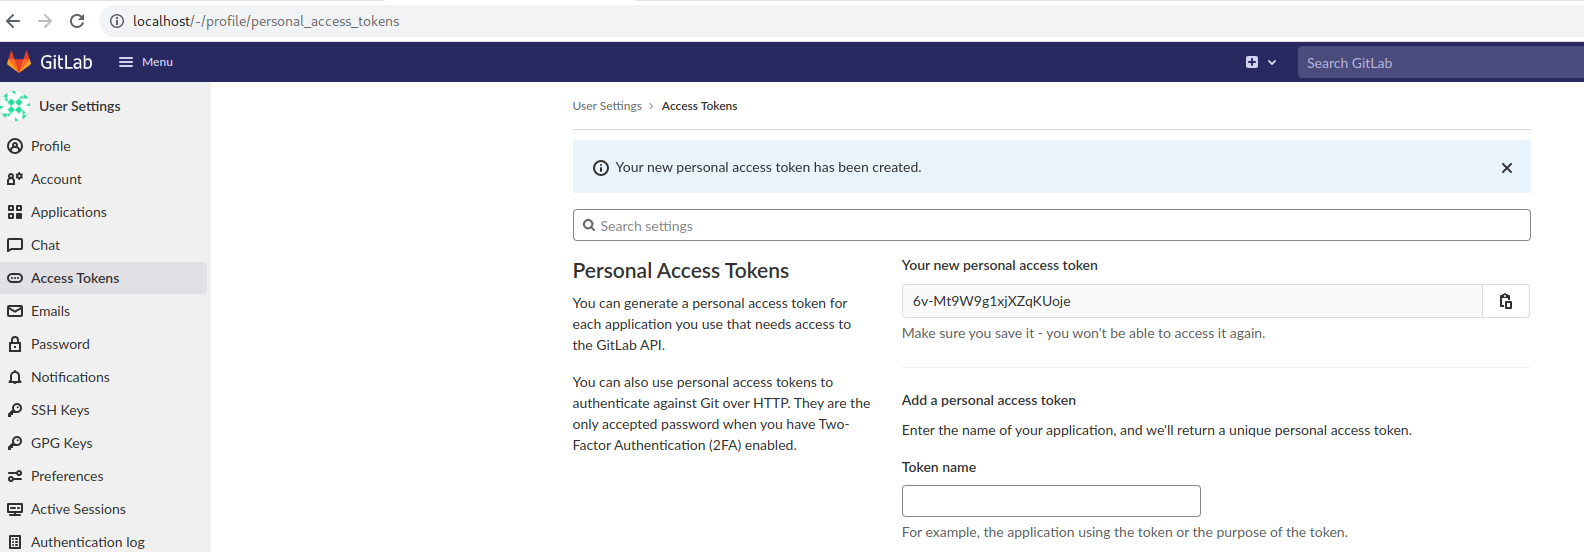 localhost/-/profile/personal_access_tokens
GitLab
Menu
Search GitLab
User Settings
Profile
Account
Applications
Chat
Access Tokens
Emails
Password
Notifications
SSH Keys
GPG Keys
Preferences
Active Sessions
Authentication log
User Settings > Access Tokens
Your new personal access token has been created.
Search settings
Personal Access Tokens
You can generate a personal access token for
each application you use that needs access to
the GitLab API.
You can also use personal access tokens to
authenticate against Git over HTTP. They are the
only accepted password when you have Two-
Factor Authentication (2FA) enabled.
Your new personal access token
6v-Mt9W9g1xjXZqKUoje
Make sure you save it - you won't be able to access it again.
Add a personal access token
Enter the name of your application, and we'll return a unique personal access token.
Token name
For example, the application using the token or the purpose of the token.